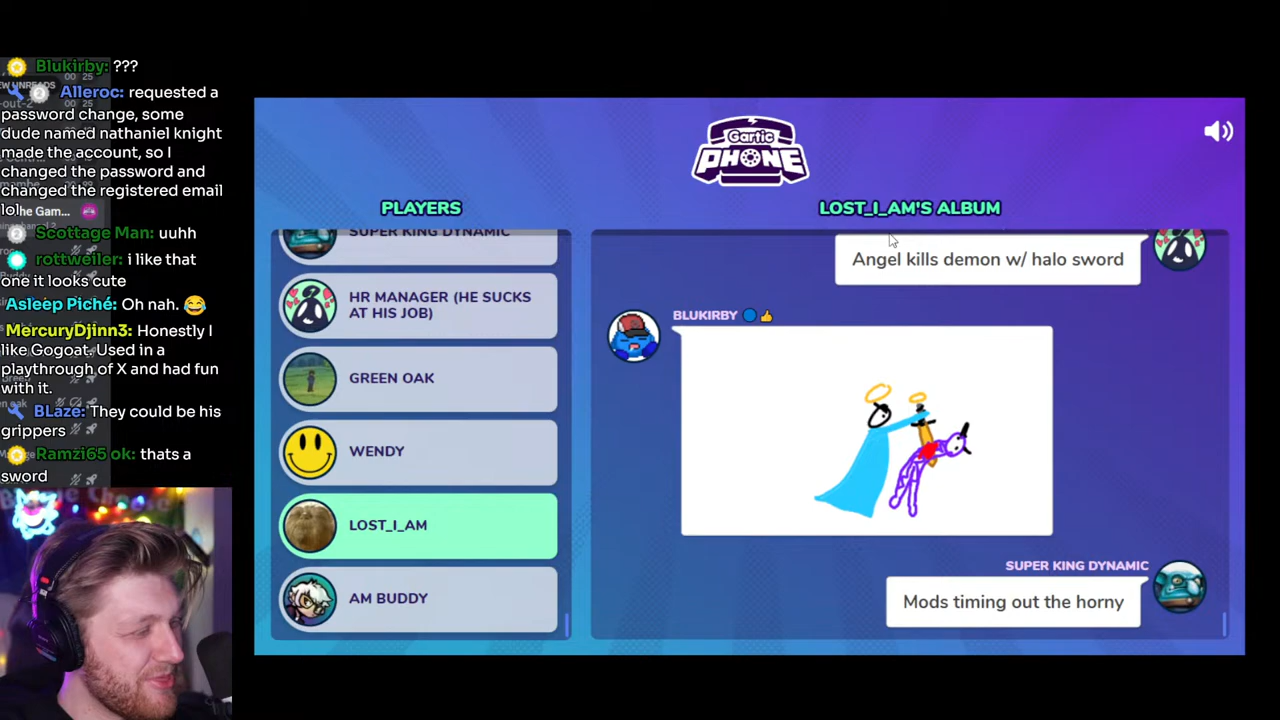 Blukirby: ???
Alleroc: requested a
password change, some
dude named nathaniel knight
made the account, so I
changed the password and
changed the registered email
lol
he Gam...
Scottage Man: uuhh
rottweiler: i like that
one it looks cute
Asleep Piché: Oh nah. 😂
MercuryDjinn3: Honestly I
like Gogoat. Used in a
playthrough of X and had fun
with it.
BLaze: They could be his
grippers
Ramzi65 ok: thats a
sword
Gartic
PHONE
PLAYERS
SUPER KING DYNAMIC
HR MANAGER (HE SUCKS
AT HIS JOB)
GREEN OAK
WENDY
LOST_I_AM
AM BUDDY
LOST_I_AM'S ALBUM
Angel kills demon w/ halo sword
BLUKIRBY 🔵👍
SUPER KING DYNAMIC
Mods timing out the horny